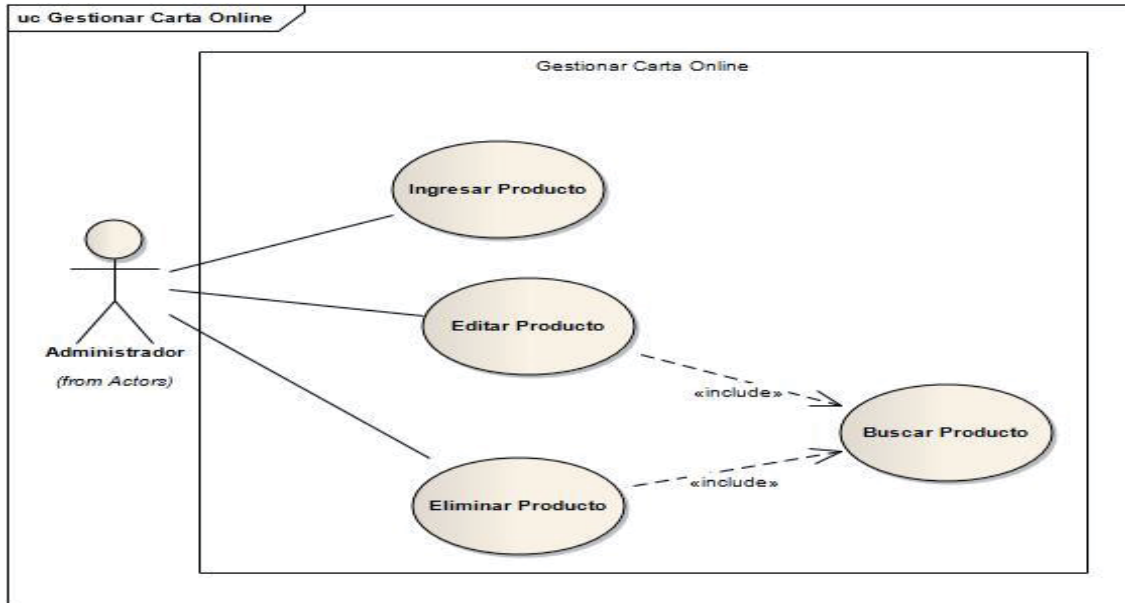 uc Gestionar Carta Online
Gestionar Carta Online
Ingresar Producto
Editar Producto
Administrador
(from Actors)
«include»
Buscar Producto
«include»
Eliminar Producto